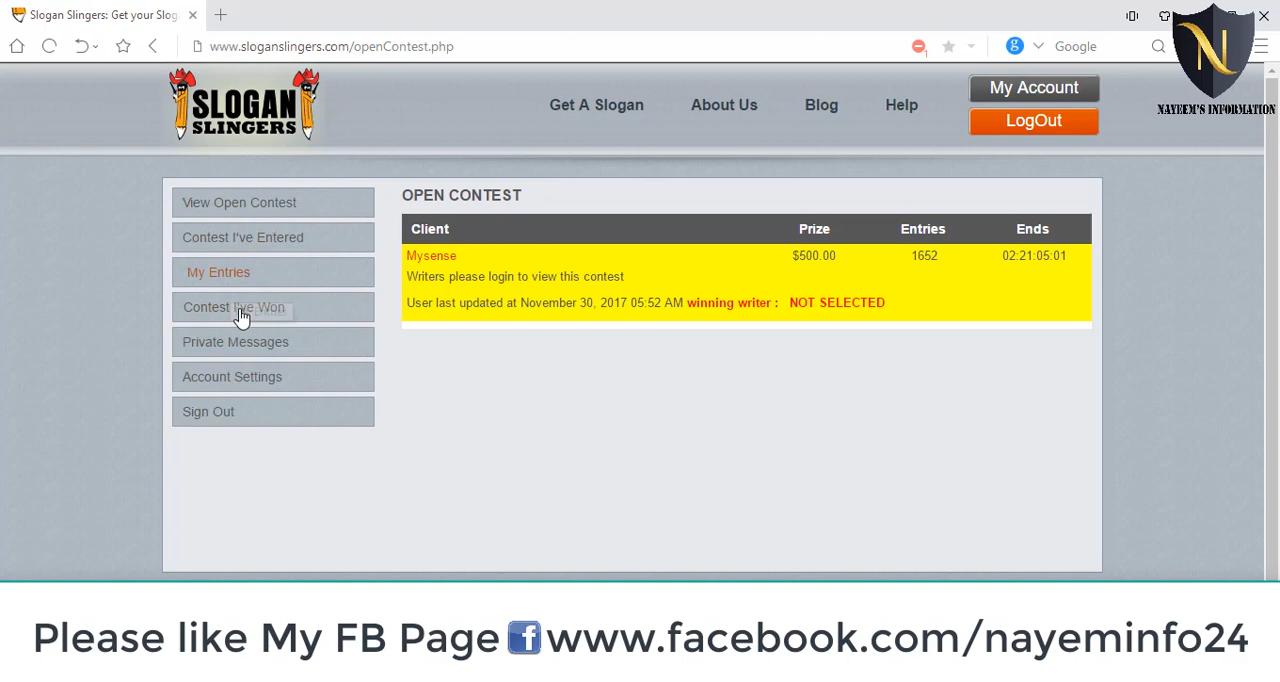 Slogan Slingers: Get your Slog
www.sloganslingers.com/openContest.php
Google
NAYEEM'S INFORMATION
SLOGAN
SLINGERS
Get A Slogan
About Us
Blog
Help
My Account
LogOut
View Open Contest
Contest I've Entered
My Entries
Contest I've Won
Private Messages
Account Settings
Sign Out
OPEN CONTEST
Client Prize Entries Ends
Mysense $500.00 1652 02:21:05:01
Writers please login to view this contest
User last updated at November 30, 2017 05:52 AM winning writer : NOT SELECTED
Please like My FB Page f www.facebook.com/nayeminfo24